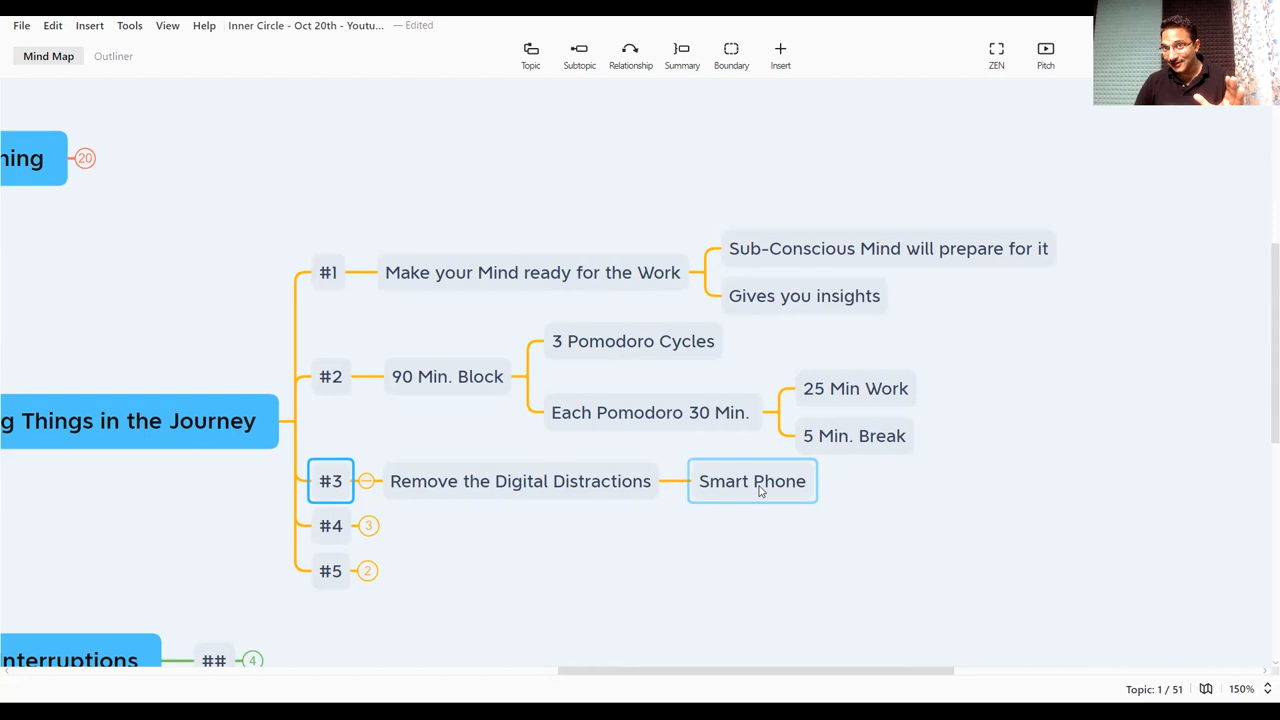 File Edit Insert Tools View Help Inner Circle - Oct 20th - Youtu... — Edited
Mind Map Outliner
Topic Subtopic Relationship Summary Boundary Insert ZEN Pitch
ning 20
#1 Make your Mind ready for the Work
Sub-Conscious Mind will prepare for it
Gives you insights
#2 90 Min. Block
3 Pomodoro Cycles
Each Pomodoro 30 Min.
25 Min Work
5 Min. Break
g Things in the Journey
#3 Remove the Digital Distractions Smart Phone
#4 3
#5 2
nterruptions ## 4
Topic: 1 / 51 150%